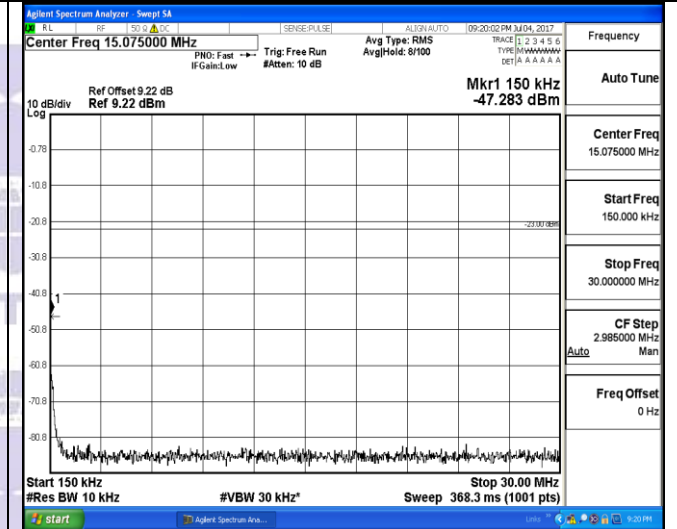 Agilent Spectrum Analyzer - Swept SA
RL RF 50 Ω DC SENSE:PULSE ALIGN AUTO 09:20:02 PM Jul 04, 2017
Center Freq 15.075000 MHz
PNO: Fast
IFGain:Low
Trig: Free Run
#Atten: 10 dB
Avg Type: RMS
Avg|Hold: 8/100
TRACE 1 2 3 4 5 6
TYPE M W W W W W
DET A A A A A A
Frequency
Auto Tune
Mkr1 150 kHz
-47.283 dBm
Ref Offset 9.22 dB
10 dB/div Ref 9.22 dBm
Log
-0.78
-10.8
-20.8
-23.00 dBm
-30.8
-40.8
1
-50.8
-60.8
-70.8
-80.8
Center Freq
15.075000 MHz
Start Freq
150.000 kHz
Stop Freq
30.000000 MHz
CF Step
2.985000 MHz
Auto Man
Freq Offset
0 Hz
Start 150 kHz Stop 30.00 MHz
#Res BW 10 kHz #VBW 30 kHz* Sweep 368.3 ms (1001 pts)
start Agilent Spectrum Ana... Links » 9:20 PM